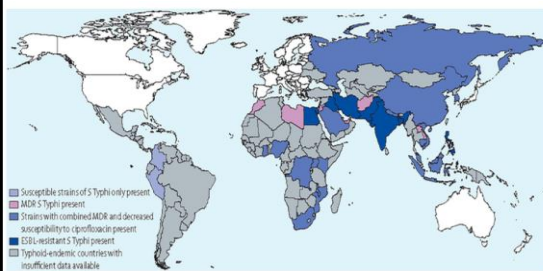 Susceptible strains of S Typhi only present
MDR S Typhi present
Strains with combined MDR and decreased
susceptibility to ciprofloxacin present
ESBL-resistant S Typhi present
Typhoid-endemic countries with
insufficient data available